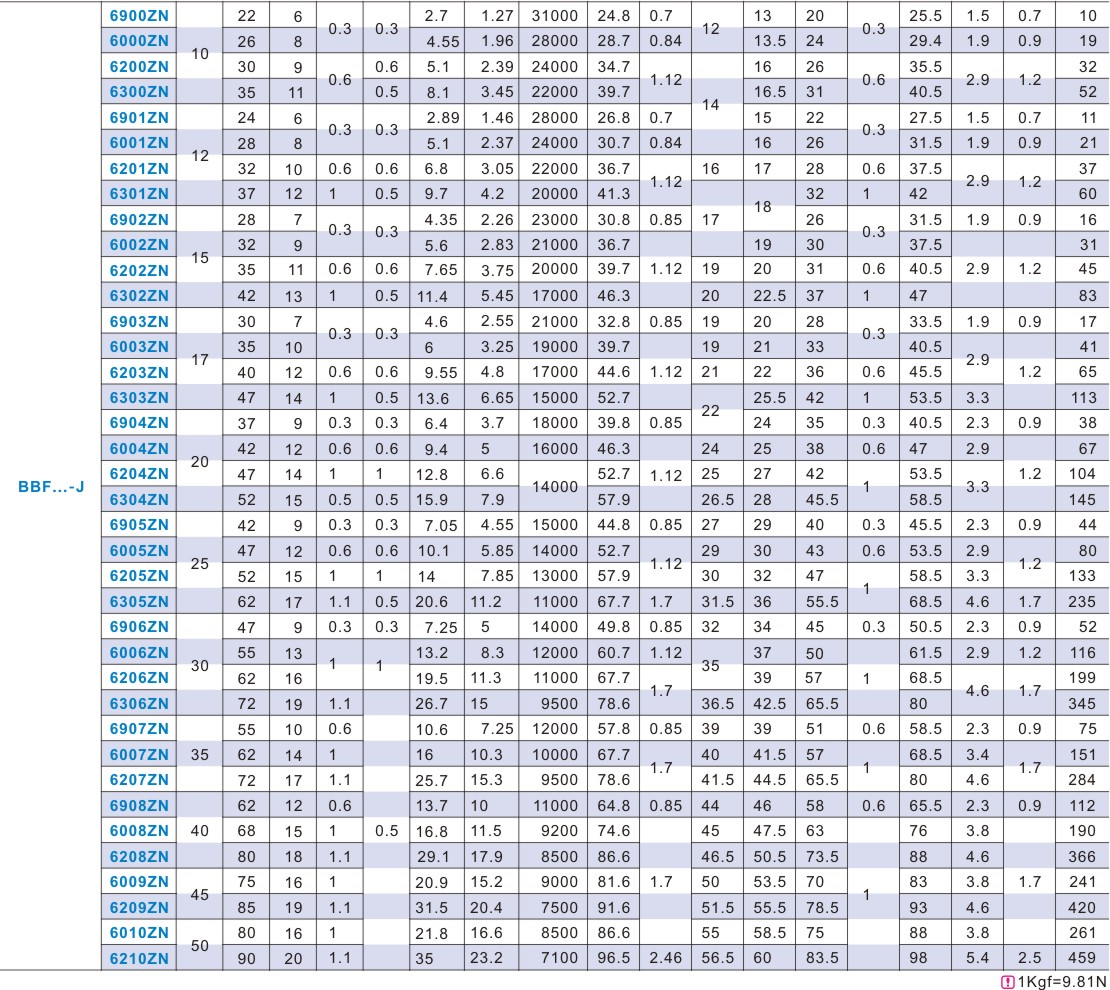 6900ZN 10 22 6 0.3 0.3 2.7 1.27 31000 24.8 0.7 12 13 20 0.3 25.5 1.5 0.7 10
6000ZN 26 8 4.55 1.96 28000 28.7 0.84 13.5 24 29.4 1.9 0.9 19
6200ZN 30 9 0.6 0.6 5.1 2.39 24000 34.7 1.12 14 16 26 0.6 35.5 2.9 1.2 32
6300ZN 35 11 0.5 8.1 3.45 22000 39.7 16.5 31 40.5 52
6901ZN 12 24 6 0.3 0.3 2.89 1.46 28000 26.8 0.7 15 22 0.3 27.5 1.5 0.7 11
6001ZN 28 8 5.1 2.37 24000 30.7 0.84 16 26 31.5 1.9 0.9 21
6201ZN 32 10 0.6 0.6 6.8 3.05 22000 36.7 1.12 16 17 28 0.6 37.5 2.9 1.2 37
6301ZN 37 12 1 0.5 9.7 4.2 20000 41.3 18 32 1 42 60
6902ZN 15 28 7 0.3 0.3 4.35 2.26 23000 30.8 0.85 17 26 0.3 31.5 1.9 0.9 16
6002ZN 32 9 5.6 2.83 21000 36.7 19 30 37.5 31
6202ZN 35 11 0.6 0.6 7.65 3.75 20000 39.7 1.12 19 20 31 0.6 40.5 2.9 1.2 45
6302ZN 42 13 1 0.5 11.4 5.45 17000 46.3 20 22.5 37 1 47 83
6903ZN 17 30 7 0.3 0.3 4.6 2.55 21000 32.8 0.85 19 20 28 0.3 33.5 1.9 0.9 17
6003ZN 35 10 6 3.25 19000 39.7 19 21 33 40.5 2.9 41
6203ZN 40 12 0.6 0.6 9.55 4.8 17000 44.6 1.12 21 22 36 0.6 45.5 1.2 65
6303ZN 47 14 1 0.5 13.6 6.65 15000 52.7 22 25.5 42 1 53.5 3.3 113
6904ZN 20 37 9 0.3 0.3 6.4 3.7 18000 39.8 0.85 24 35 0.3 40.5 2.3 0.9 38
6004ZN 42 12 0.6 0.6 9.4 5 16000 46.3 24 25 38 0.6 47 2.9 67
6204ZN 47 14 1 1 12.8 6.6 14000 52.7 1.12 25 27 42 1 53.5 3.3 1.2 104
BBF...-J 6304ZN 52 15 0.5 0.5 15.9 7.9 57.9 26.5 28 45.5 58.5 145
6905ZN 25 42 9 0.3 0.3 7.05 4.55 15000 44.8 0.85 27 29 40 0.3 45.5 2.3 0.9 44
6005ZN 47 12 0.6 0.6 10.1 5.85 14000 52.7 1.12 29 30 43 0.6 53.5 2.9 1.2 80
6205ZN 52 15 1 1 14 7.85 13000 57.9 30 32 47 1 58.5 3.3 133
6305ZN 62 17 1.1 0.5 20.6 11.2 11000 67.7 1.7 31.5 36 55.5 68.5 4.6 1.7 235
6906ZN 30 47 9 0.3 0.3 7.25 5 14000 49.8 0.85 32 34 45 0.3 50.5 2.3 0.9 52
6006ZN 55 13 1 1 13.2 8.3 12000 60.7 1.12 35 37 50 61.5 2.9 1.2 116
6206ZN 62 16 19.5 11.3 11000 67.7 1.7 39 57 1 68.5 4.6 1.7 199
6306ZN 72 19 1.1 26.7 15 9500 78.6 36.5 42.5 65.5 80 345
6907ZN 55 10 0.6 10.6 7.25 12000 57.8 0.85 39 39 51 0.6 58.5 2.3 0.9 75
6007ZN 35 62 14 1 16 10.3 10000 67.7 1.7 40 41.5 57 1 68.5 3.4 1.7 151
6207ZN 72 17 1.1 25.7 15.3 9500 78.6 41.5 44.5 65.5 80 4.6 284
6908ZN 62 12 0.6 13.7 10 11000 64.8 0.85 44 46 58 0.6 65.5 2.3 0.9 112
6008ZN 40 68 15 1 0.5 16.8 11.5 9200 74.6 45 47.5 63 76 3.8 190
6208ZN 80 18 1.1 29.1 17.9 8500 86.6 46.5 50.5 73.5 88 4.6 366
6009ZN 45 75 16 1 20.9 15.2 9000 81.6 1.7 50 53.5 70 1 83 3.8 1.7 241
6209ZN 85 19 1.1 31.5 20.4 7500 91.6 51.5 55.5 78.5 93 4.6 420
6010ZN 50 80 16 1 21.8 16.6 8500 86.6 55 58.5 75 88 3.8 261
6210ZN 90 20 1.1 35 23.2 7100 96.5 2.46 56.5 60 83.5 98 5.4 2.5 459
! 1Kgf=9.81N